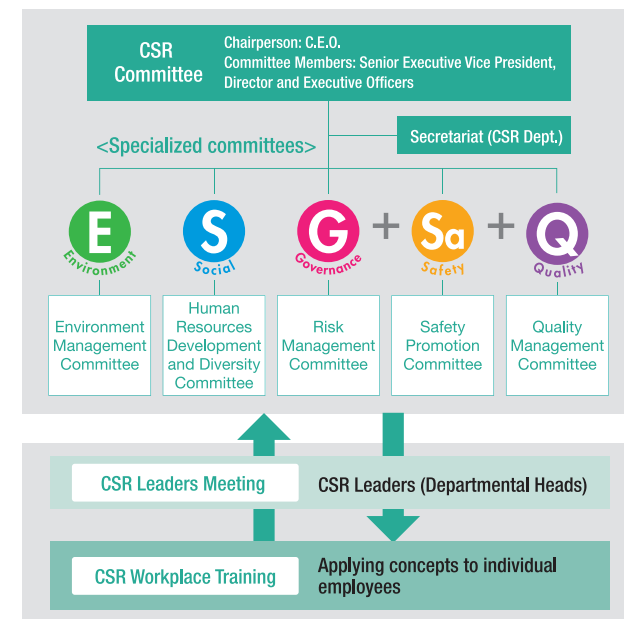 CSR
Committee
Chairperson: C.E.O.
Committee Members: Senior Executive Vice President,
Director and Executive Officers
Secretariat (CSR Dept.)
<Specialized committees>
E
Environment
S
Social
G
Governance
+
Sa
Safety
+
Q
Quality
Environment
Management
Committee
Human
Resources
Development
and Diversity
Committee
Risk
Management
Committee
Safety
Promotion
Committee
Quality
Management
Committee
CSR Leaders Meeting
CSR Leaders (Departmental Heads)
CSR Workplace Training
Applying concepts to individual
employees